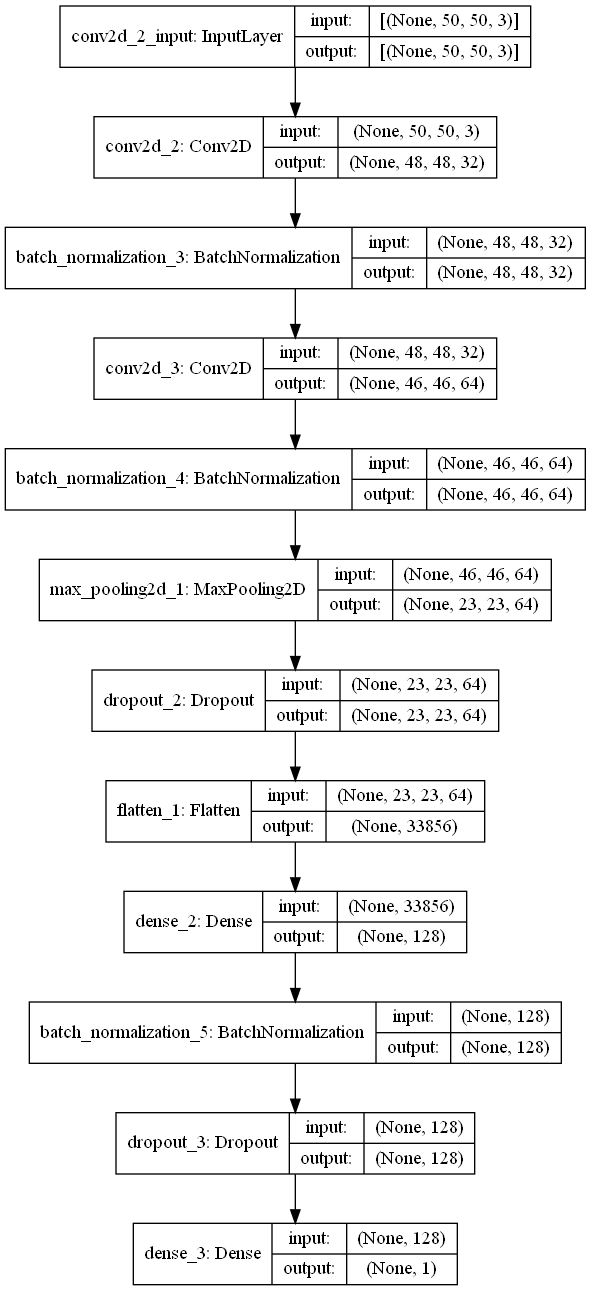 conv2d_2_input: InputLayer
input: [(None, 50, 50, 3)]
output: [(None, 50, 50, 3)]
conv2d_2: Conv2D
input: (None, 50, 50, 3)
output: (None, 48, 48, 32)
batch_normalization_3: BatchNormalization
input: (None, 48, 48, 32)
output: (None, 48, 48, 32)
conv2d_3: Conv2D
input: (None, 48, 48, 32)
output: (None, 46, 46, 64)
batch_normalization_4: BatchNormalization
input: (None, 46, 46, 64)
output: (None, 46, 46, 64)
max_pooling2d_1: MaxPooling2D
input: (None, 46, 46, 64)
output: (None, 23, 23, 64)
dropout_2: Dropout
input: (None, 23, 23, 64)
output: (None, 23, 23, 64)
flatten_1: Flatten
input: (None, 23, 23, 64)
output: (None, 33856)
dense_2: Dense
input: (None, 33856)
output: (None, 128)
batch_normalization_5: BatchNormalization
input: (None, 128)
output: (None, 128)
dropout_3: Dropout
input: (None, 128)
output: (None, 128)
dense_3: Dense
input: (None, 128)
output: (None, 1)